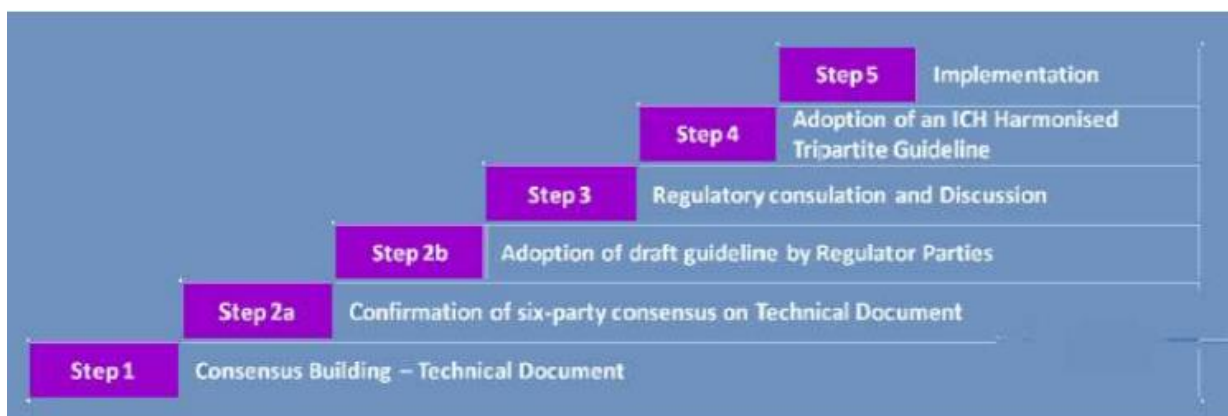 Step 5 Implementation
Step 4 Adoption of an ICH Harmonised
Tripartite Guideline
Step 3 Regulatory consulation and Discussion
Step 2b Adoption of draft guideline by Regulator Parties
Step 2a Confirmation of six-party consensus on Technical Document
Step 1 Consensus Building – Technical Document